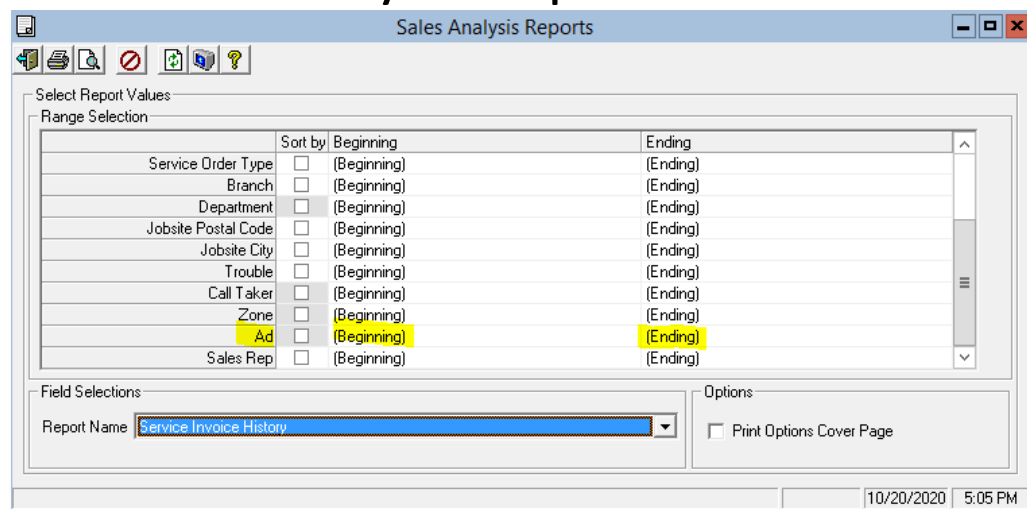 Sales Analysis Reports
Select Report Values
Range Selection
Sort by Beginning Ending
Service Order Type (Beginning) (Ending)
Branch (Beginning) (Ending)
Department (Beginning) (Ending)
Jobsite Postal Code (Beginning) (Ending)
Jobsite City (Beginning) (Ending)
Trouble (Beginning) (Ending)
Call Taker (Beginning) (Ending)
Zone (Beginning) (Ending)
Ad (Beginning) (Ending)
Sales Rep (Beginning) (Ending)
Field Selections Options
Report Name Service Invoice History Print Options Cover Page
10/20/2020 5:05 PM